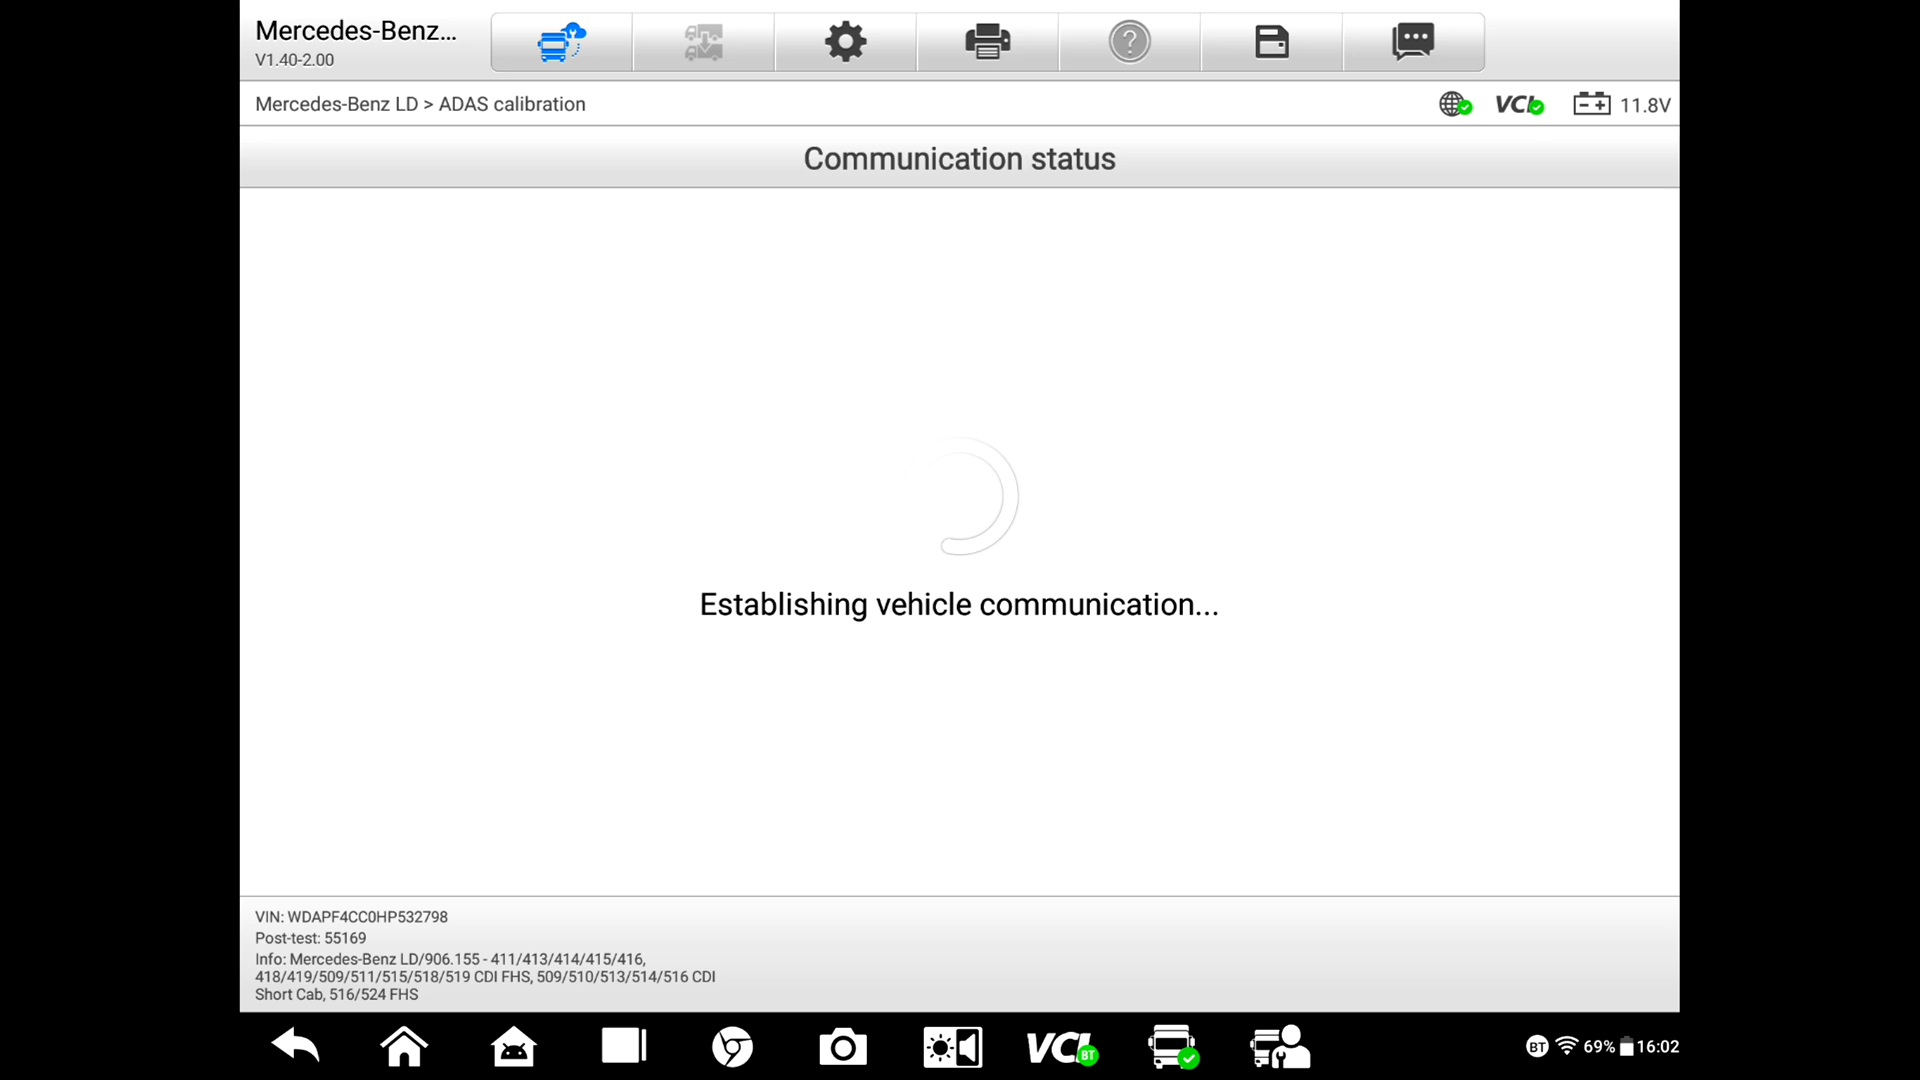 Mercedes-Benz...
V1.40-2.00
Mercedes-Benz LD > ADAS calibration
VCI
11.8V
Communication status
Establishing vehicle communication...
VIN: WDAPF4CC0HP532798
Post-test: 55169
Info: Mercedes-Benz LD/906.155 - 411/413/414/415/416,
418/419/509/511/515/518/519 CDI FHS, 509/510/513/514/516 CDI
Short Cab, 516/524 FHS
VCI
BT
BT
69%
16:02